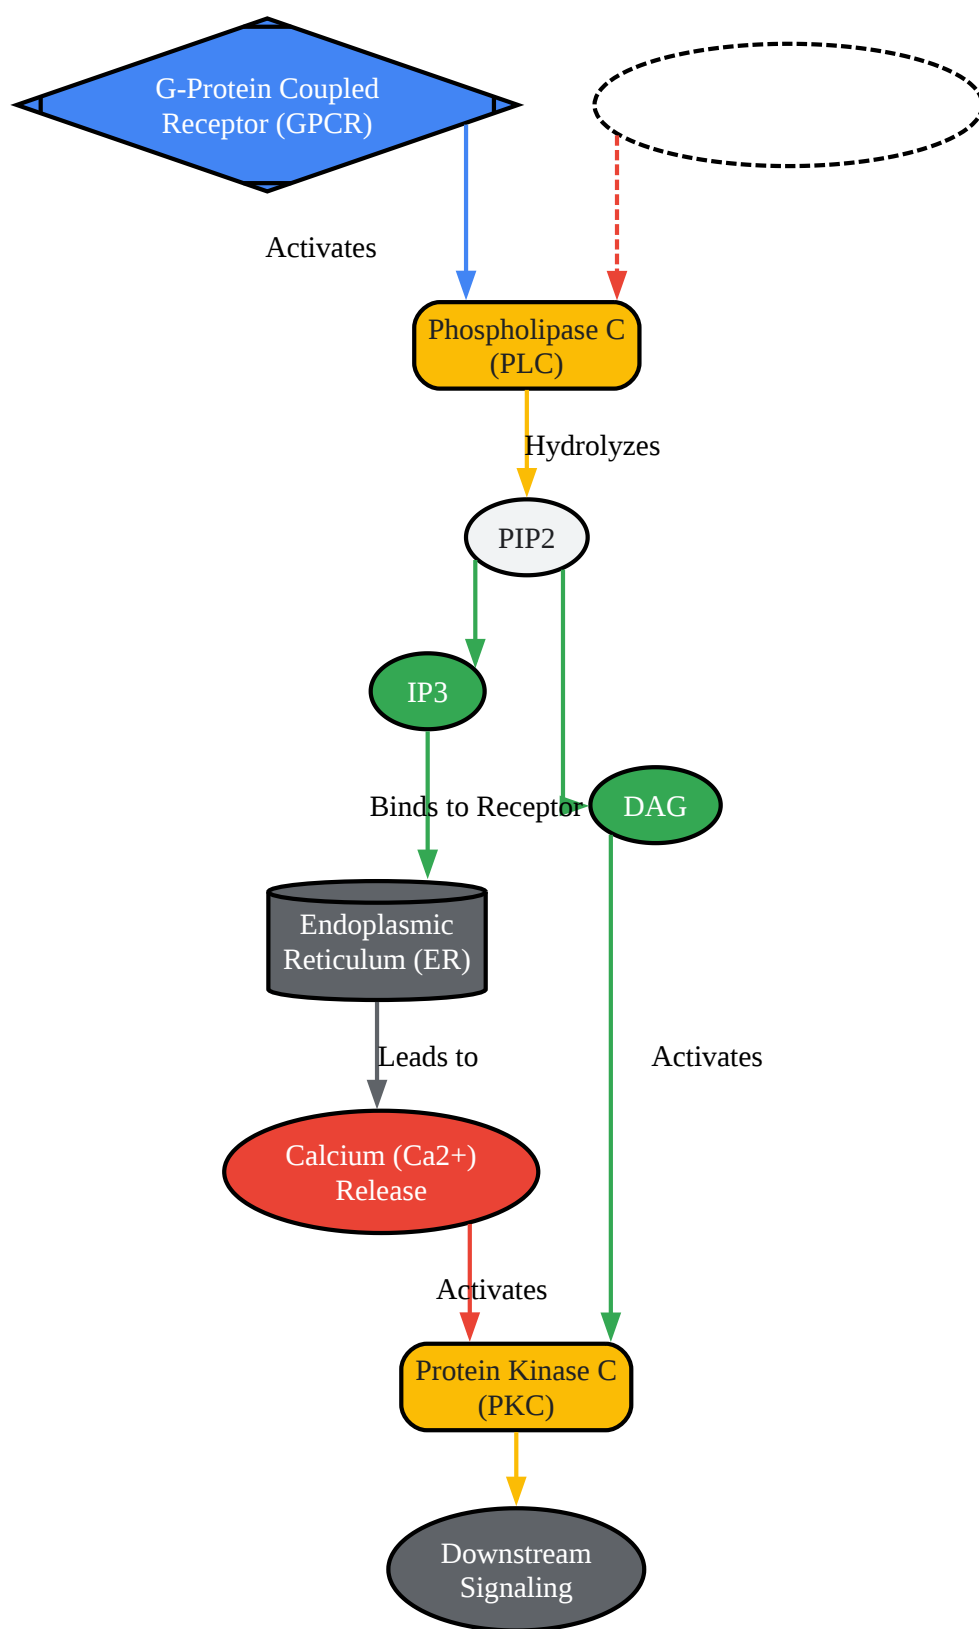 G-Protein Coupled
Receptor (GPCR)
Activates
Phospholipase C
(PLC)
Hydrolyzes
PIP2
IP3
Binds to Receptor
DAG
Endoplasmic
Reticulum (ER)
Leads to
Activates
Calcium (Ca2+)
Release
Activates
Protein Kinase C
(PKC)
Downstream
Signaling